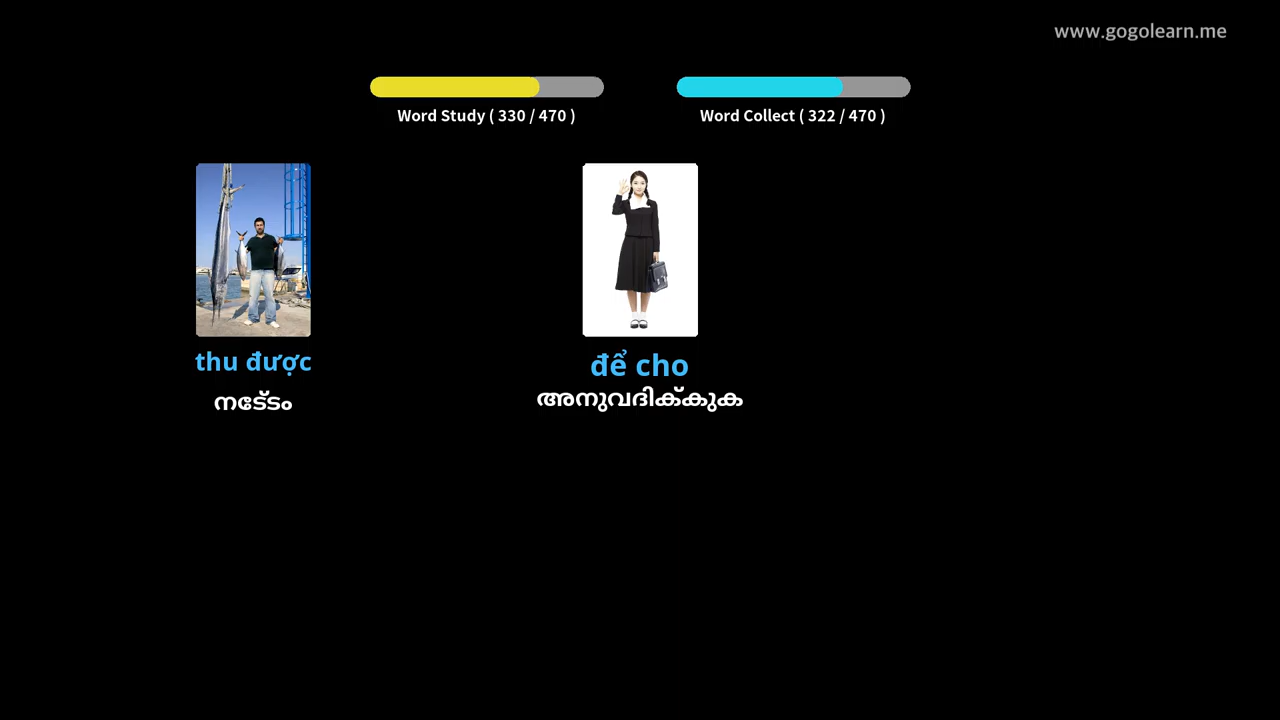 www.gogolearn.me
Word Study ( 330 / 470 )
Word Collect ( 322 / 470 )
thu được
നട്ടേം
để cho
അനുവദിക്കുക